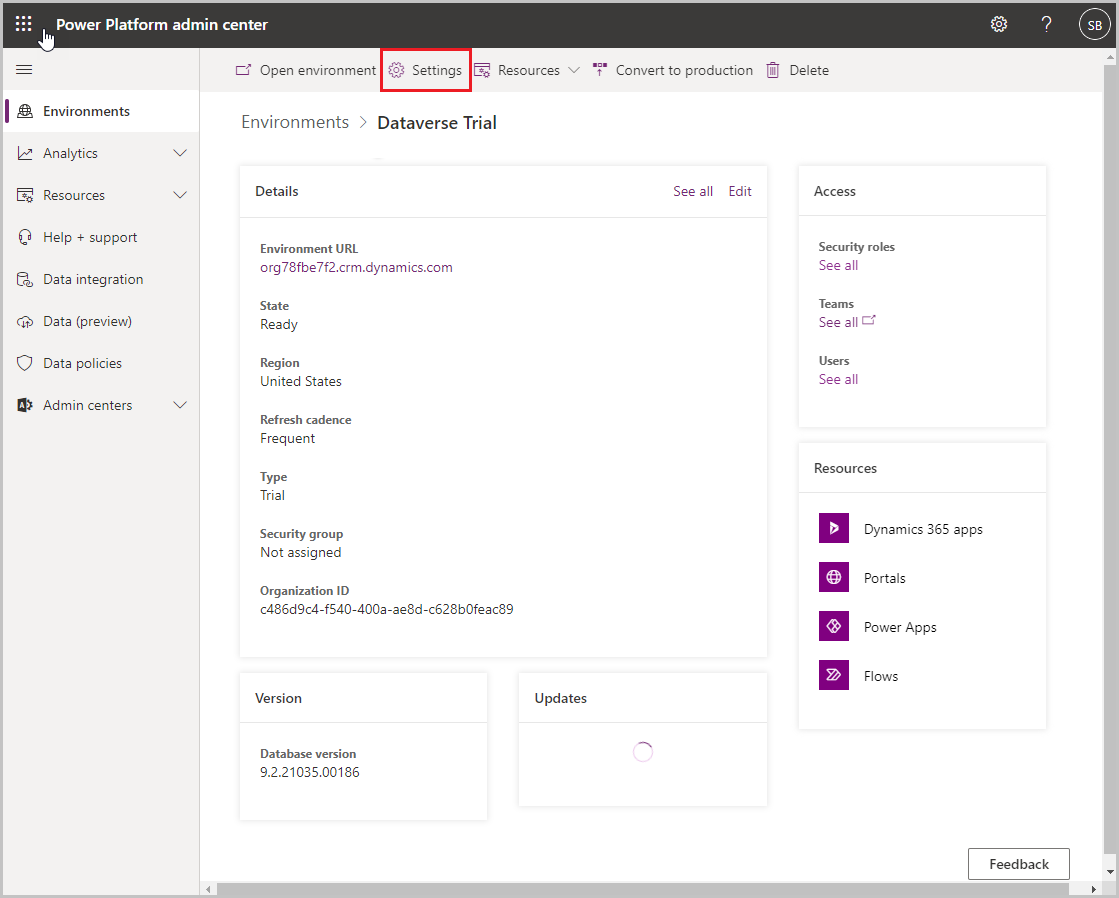 Power Platform admin center
? SB
Open environment Settings Resources Convert to production Delete
Environments
Analytics
Resources
Help + support
Data integration
Data (preview)
Data policies
Admin centers
Environments > Dataverse Trial
Details See all Edit
Environment URL
org78fbe7f2.crm.dynamics.com
State
Ready
Region
United States
Refresh cadence
Frequent
Type
Trial
Security group
Not assigned
Organization ID
c486d9c4-f540-400a-ae8d-c628b0feac89
Access
Security roles
See all
Teams
See all
Users
See all
Resources
Dynamics 365 apps
Portals
Power Apps
Flows
Version
Database version
9.2.21035.00186
Updates
Feedback